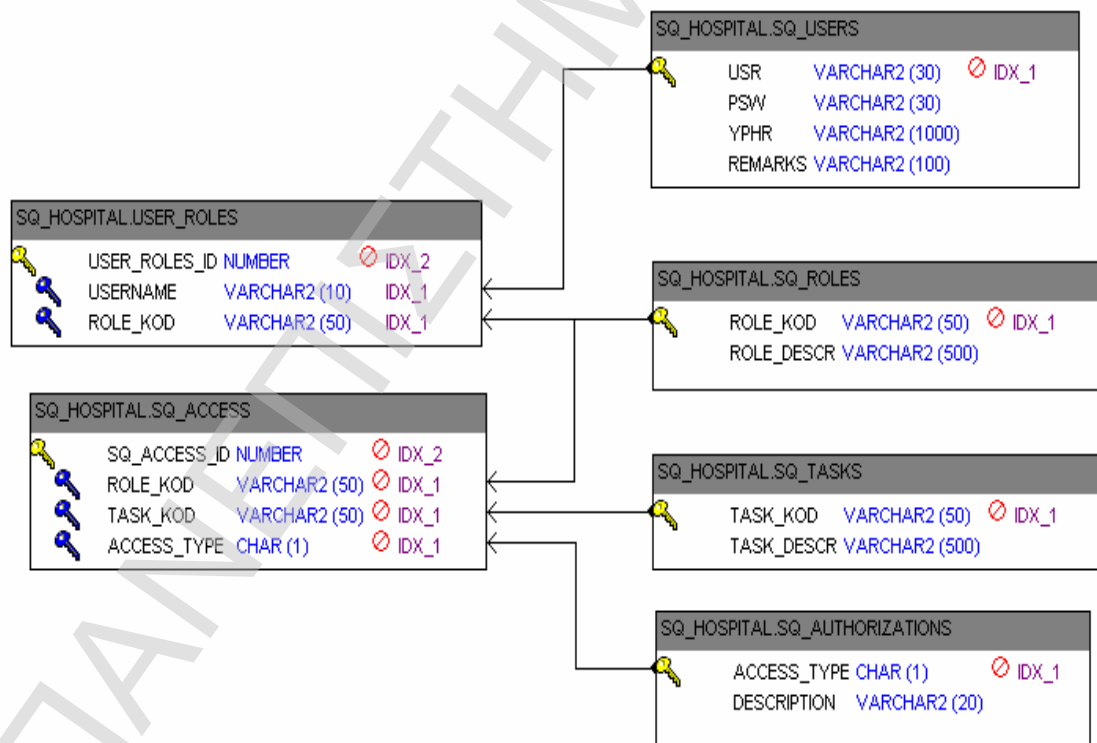 SQ_HOSPITAL.SQ_USERS
USR VARCHAR2 (30) IDX_1
PSW VARCHAR2 (30)
YPHR VARCHAR2 (1000)
REMARKS VARCHAR2 (100)
SQ_HOSPITAL.USER_ROLES
USER_ROLES_ID NUMBER IDX_2
USERNAME VARCHAR2 (10) IDX_1
ROLE_KOD VARCHAR2 (50) IDX_1
SQ_HOSPITAL.SQ_ROLES
ROLE_KOD VARCHAR2 (50) IDX_1
ROLE_DESCR VARCHAR2 (500)
SQ_HOSPITAL.SQ_ACCESS
SQ_ACCESS_ID NUMBER IDX_2
ROLE_KOD VARCHAR2 (50) IDX_1
TASK_KOD VARCHAR2 (50) IDX_1
ACCESS_TYPE CHAR (1) IDX_1
SQ_HOSPITAL.SQ_TASKS
TASK_KOD VARCHAR2 (50) IDX_1
TASK_DESCR VARCHAR2 (500)
SQ_HOSPITAL.SQ_AUTHORIZATIONS
ACCESS_TYPE CHAR (1) IDX_1
DESCRIPTION VARCHAR2 (20)
ΠΑΝΕΠΙΣΤΗΜ